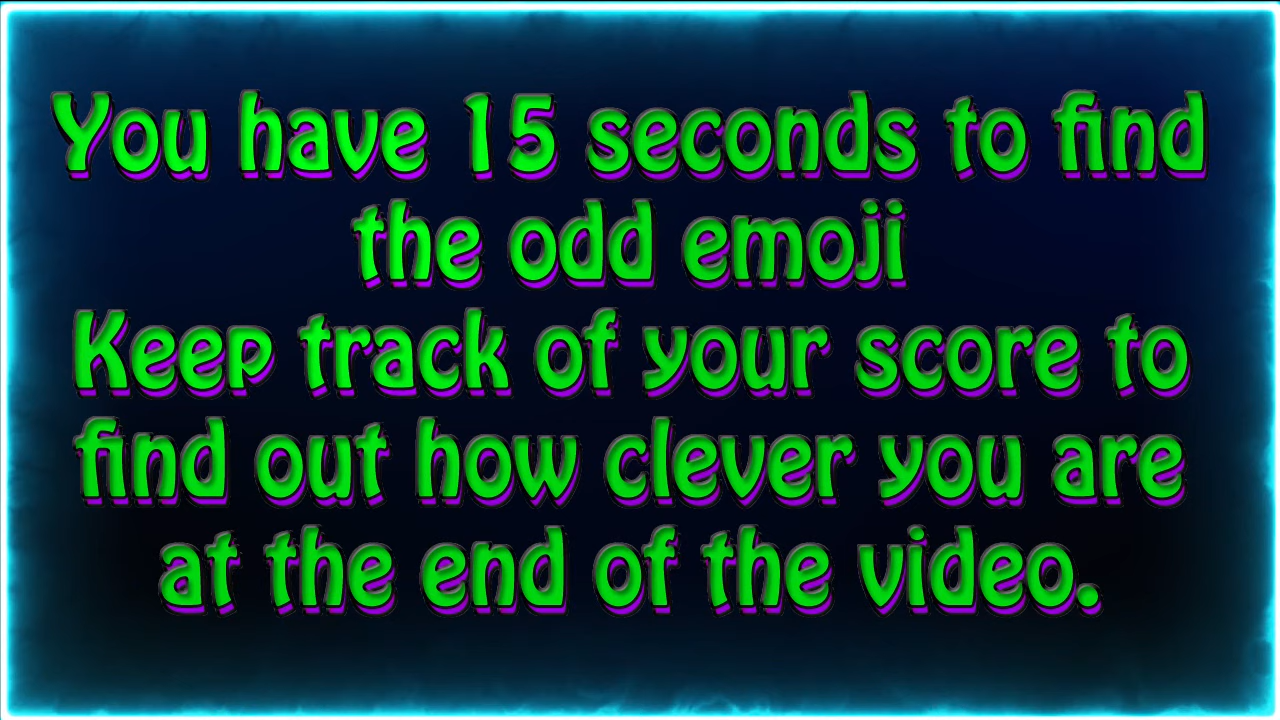 You have 15 seconds to find
the odd emoji
Keep track of your score to
find out how clever you are
at the end of the video.